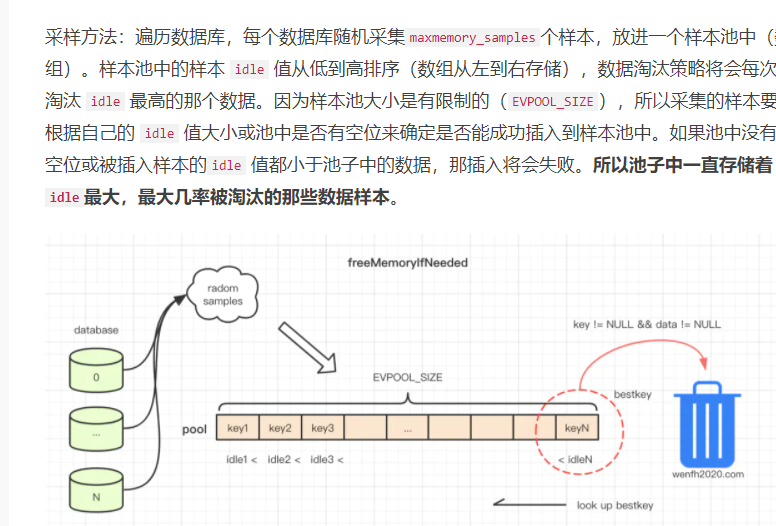 采样方法：遍历数据库，每个数据库随机采集 maxmemory_samples 个样本，放进一个样本池中（
组）。样本池中的样本 idle 值从低到高排序（数组从左到右存储），数据淘汰策略将会每次
淘汰 idle 最高的那个数据。因为样本池大小是有限制的（EVPOOL_SIZE），所以采集的样本要
根据自己的 idle 值大小或池中是否有空位来确定是否能成功插入到样本池中。如果池中没有
空位或被插入样本的 idle 值都小于池子中的数据，那插入将会失败。所以池子中一直存储着
idle 最大，最大几率被淘汰的那些数据样本。
freeMemoryIfNeeded
radom
samples
database
key != NULL && data != NULL
0
EVPOOL_SIZE
bestkey
...
pool
key1 key2 key3 ... keyN
idle1 < idle2 < idle3 < < idleN
wenfh2020.com
N
look up bestkey